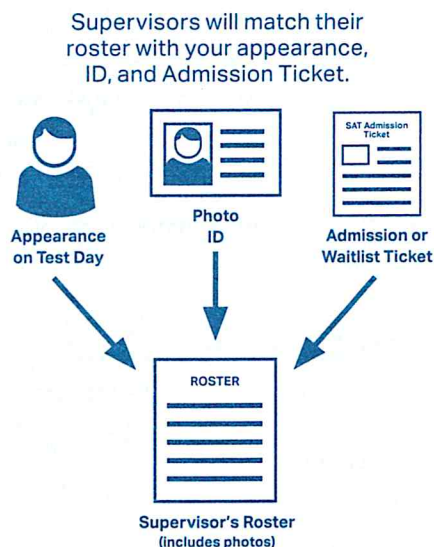 Supervisors will match their
roster with your appearance,
ID, and Admission Ticket.
SAT Admission
Ticket
Appearance
on Test Day
Photo
ID
Admission or
Waitlist Ticket
ROSTER
Supervisor's Roster
(includes photos)